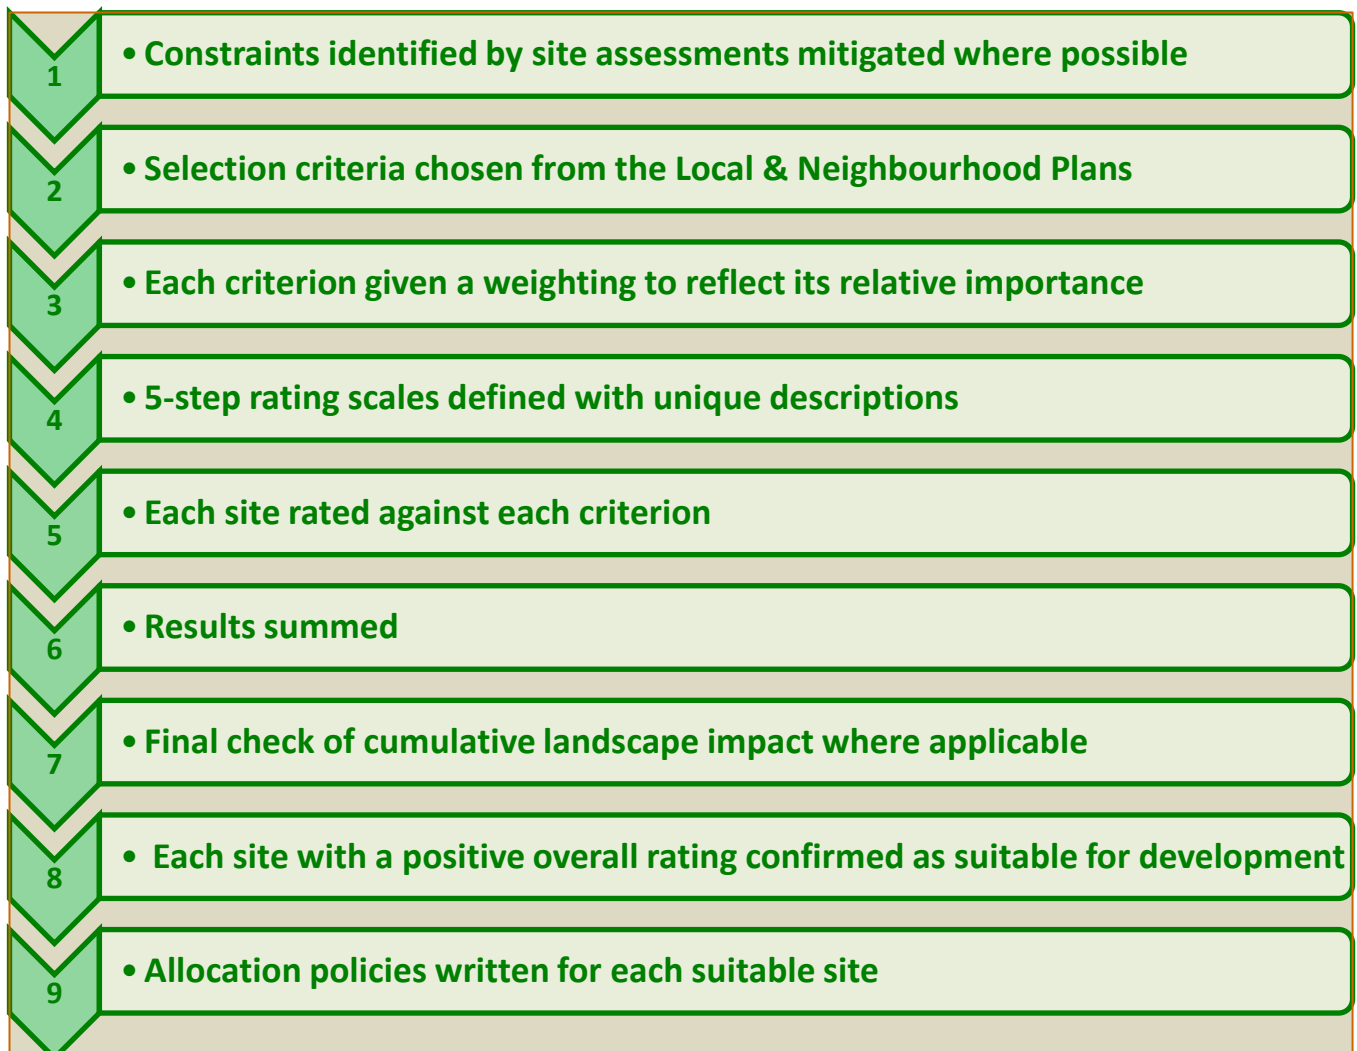 1
• Constraints identified by site assessments mitigated where possible
2
• Selection criteria chosen from the Local & Neighbourhood Plans
3
• Each criterion given a weighting to reflect its relative importance
4
• 5-step rating scales defined with unique descriptions
5
• Each site rated against each criterion
6
• Results summed
7
• Final check of cumulative landscape impact where applicable
8
• Each site with a positive overall rating confirmed as suitable for development
9
• Allocation policies written for each suitable site